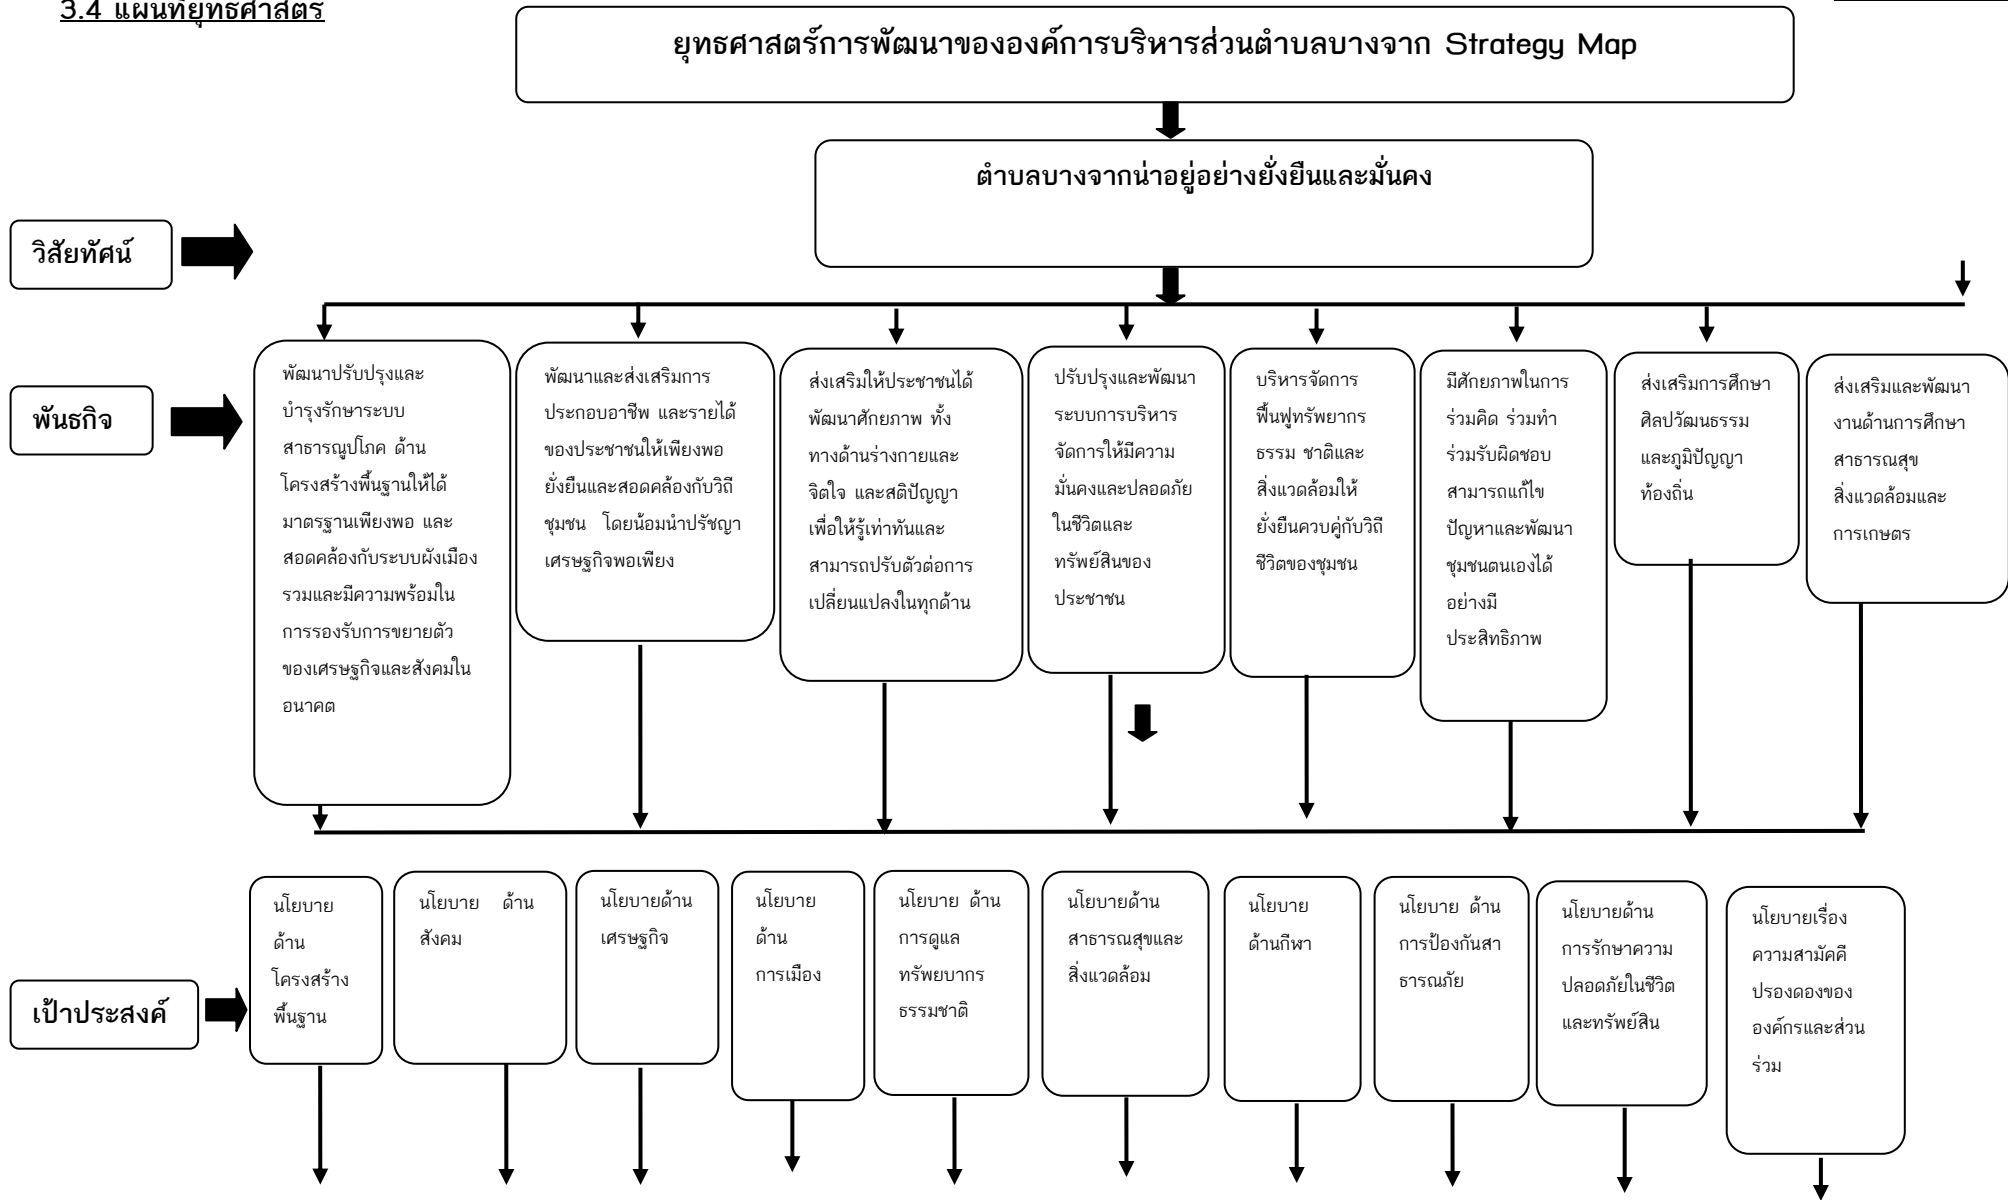 3.4 แผนที่ยุทธศาสตร์
ยุทธศาสตร์การพัฒนาขององค์การบริหารส่วนตำบลบางจาก Strategy Map
ตำบลบางจากน่าอยู่อย่างยั่งยืนและมั่นคง
วิสัยทัศน์
พันธกิจ
พัฒนาปรับปรุงและ
บำรุงรักษาระบบ
สาธารณูปโภค ด้าน
โครงสร้างพื้นฐานให้ได้
มาตรฐานเพียงพอ และ
สอดคล้องกับระบบผังเมือง
รวมและมีความพร้อมใน
การรองรับการขยายตัว
ของเศรษฐกิจและสังคมใน
อนาคต
พัฒนาและส่งเสริมการ
ประกอบอาชีพ และรายได้
ของประชาชนให้เพียงพอ
ยั่งยืนและสอดคล้องกับวิถี
ชุมชน โดยน้อมนำปรัชญา
เศรษฐกิจพอเพียง
ส่งเสริมให้ประชาชนได้
พัฒนาศักยภาพ ทั้ง
ทางด้านร่างกายและ
จิตใจ และสติปัญญา
เพื่อให้รู้เท่าทันและ
สามารถปรับตัวต่อการ
เปลี่ยนแปลงในทุกด้าน
ปรับปรุงและพัฒนา
ระบบการบริหาร
จัดการให้มีความ
มั่นคงและปลอดภัย
ในชีวิตและ
ทรัพย์สินของ
ประชาชน
บริหารจัดการ
ฟื้นฟูทรัพยากร
ธรรม ชาติและ
สิ่งแวดล้อมให้
ยั่งยืนควบคู่กับวิถี
ชีวิตของชุมชน
มีศักยภาพในการ
ร่วมคิด ร่วมทำ
ร่วมรับผิดชอบ
สามารถแก้ไข
ปัญหาและพัฒนา
ชุมชนตนเองได้
อย่างมี
ประสิทธิภาพ
ส่งเสริมการศึกษา
ศิลปวัฒนธรรม
และภูมิปัญญา
ท้องถิ่น
ส่งเสริมและพัฒนา
งานด้านการศึกษา
สาธารณสุข
สิ่งแวดล้อมและ
การเกษตร
เป้าประสงค์
นโยบาย
ด้าน
โครงสร้าง
พื้นฐาน
นโยบาย ด้าน
สังคม
นโยบายด้าน
เศรษฐกิจ
นโยบาย
ด้าน
การเมือง
นโยบาย ด้าน
การดูแล
ทรัพยบากร
ธรรมชาติ
นโยบายด้าน
สาธารณสุขและ
สิ่งแวดล้อม
นโยบาย
ด้านกีฬา
นโยบาย ด้าน
การป้องกันสา
ธารณภัย
นโยบายด้าน
การรักษาความ
ปลอดภัยในชีวิต
และทรัพย์สิน
นโยบายเรื่อง
ความสามัคคี
ปรองดองของ
องค์กรและส่วน
ร่วม